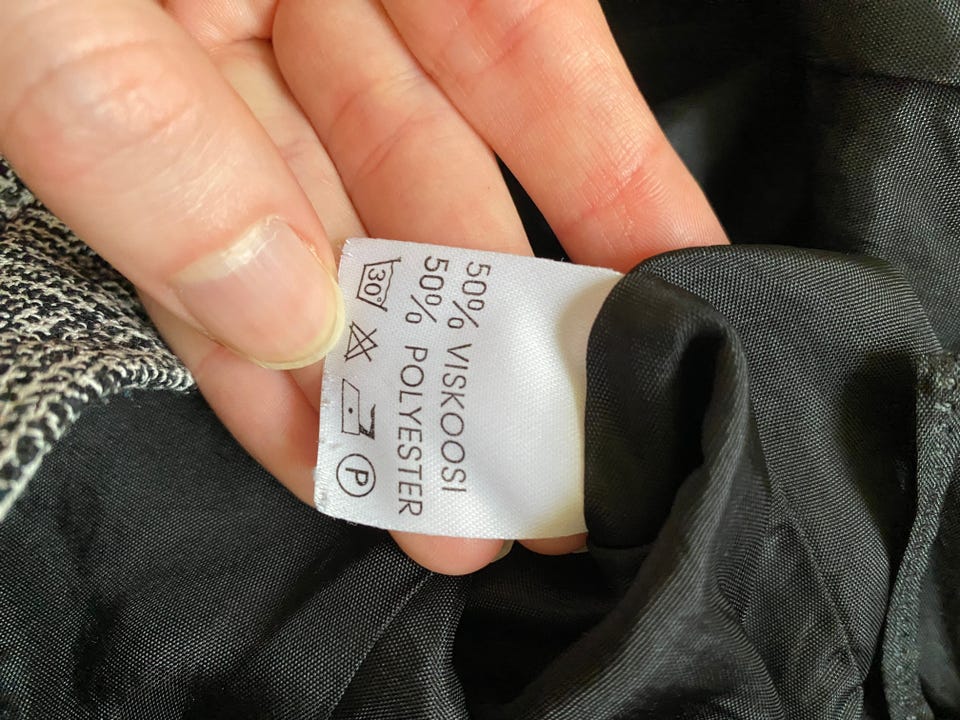 50% VISKOOSI
50% POLYESTER
30°
P